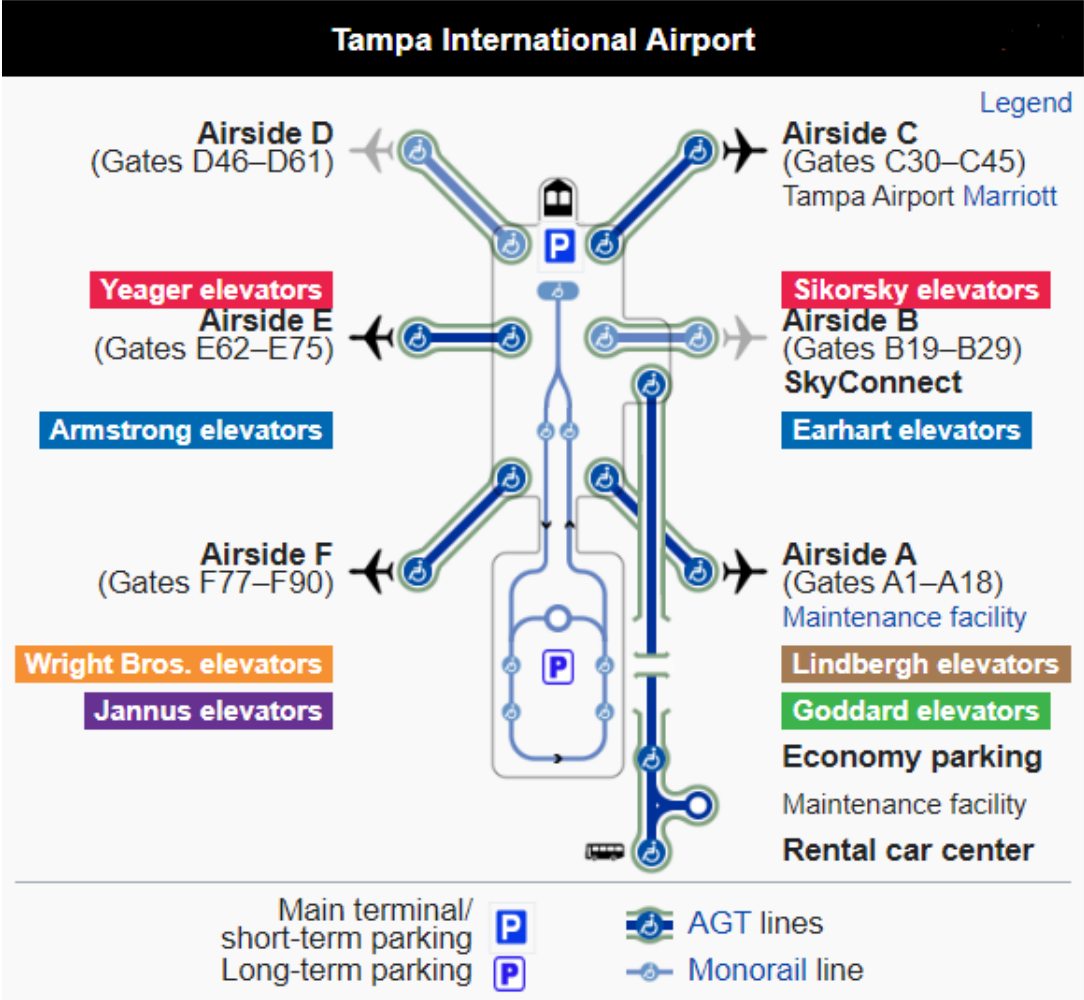 Tampa International Airport
Legend
Airside D
(Gates D46–D61)
Airside C
(Gates C30–C45)
Tampa Airport Marriott
P
Yeager elevators
Sikorsky elevators
Airside E
(Gates E62–E75)
Airside B
(Gates B19–B29)
SkyConnect
Armstrong elevators
Earhart elevators
Airside F
(Gates F77–F90)
Airside A
(Gates A1–A18)
Maintenance facility
Wright Bros. elevators
P
Lindbergh elevators
Jannus elevators
Goddard elevators
Economy parking
Maintenance facility
Rental car center
Main terminal/
short-term parking
P
AGT lines
Long-term parking
P
Monorail line